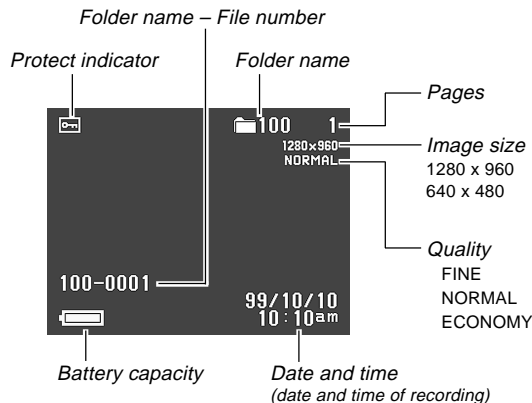 Folder name – File number
Protect indicator
Folder name
Pages
100 1
1280x960
NORMAL
Image size
1280 x 960
640 x 480
Quality
FINE
NORMAL
ECONOMY
100-0001
99/10/10
10:10am
Battery capacity
Date and time
(date and time of recording)